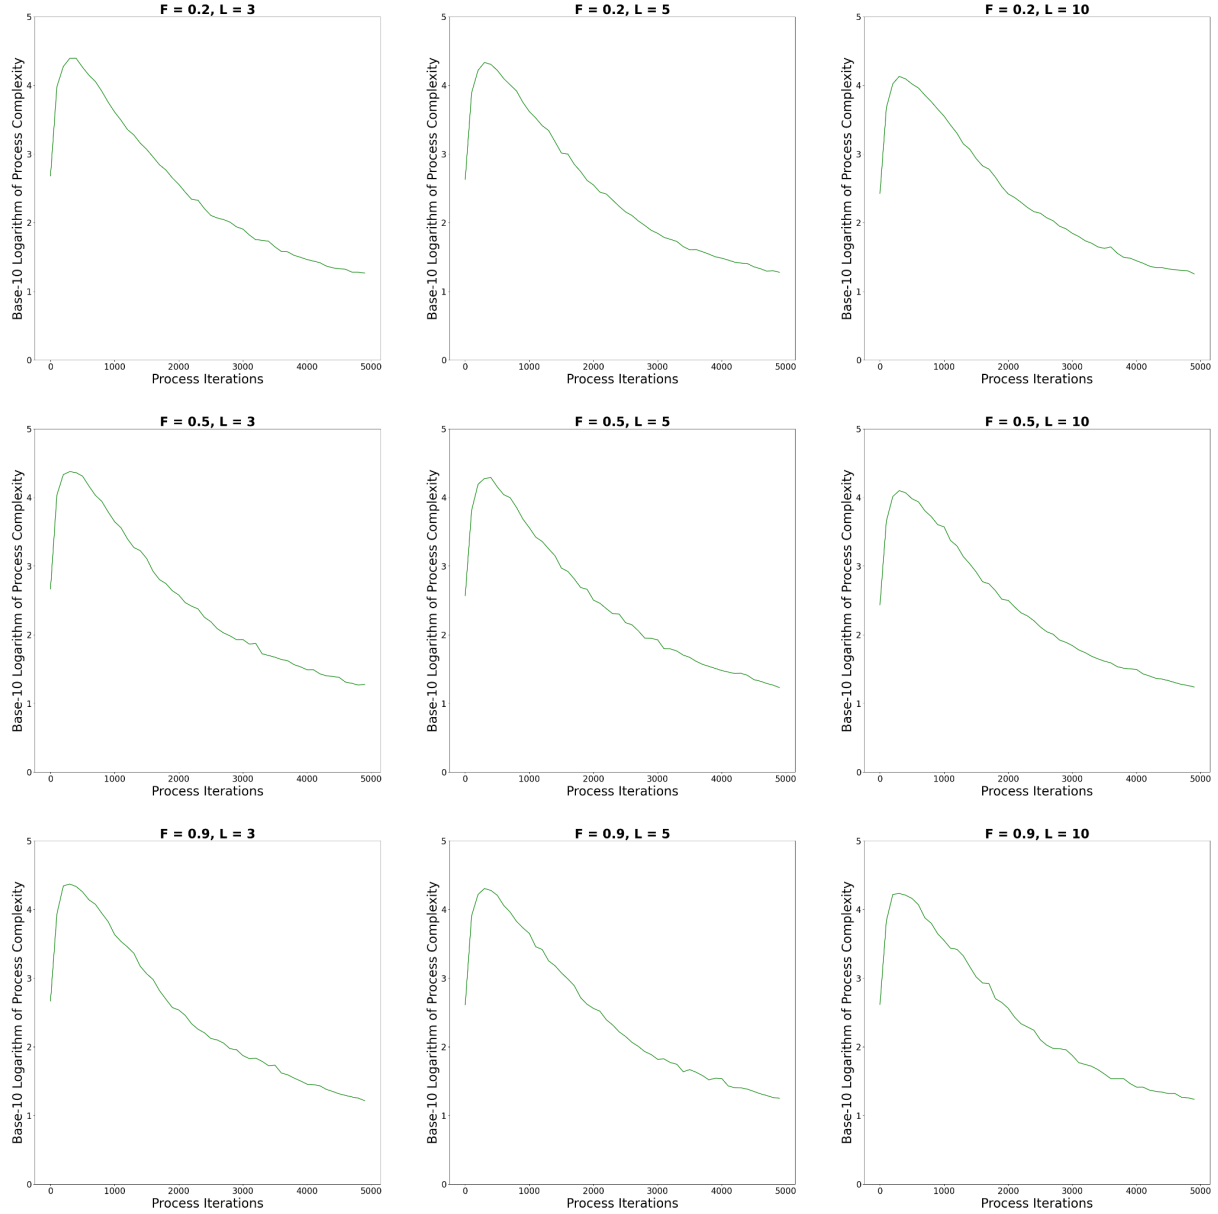 F = 0.2, L = 3
5
4
3
2
1
0
Base-10 Logarithm of Process Complexity
0 1000 2000 3000 4000 5000
Process Iterations
F = 0.2, L = 5
5
4
3
2
1
0
Base-10 Logarithm of Process Complexity
0 1000 2000 3000 4000 5000
Process Iterations
F = 0.2, L = 10
5
4
3
2
1
0
Base-10 Logarithm of Process Complexity
0 1000 2000 3000 4000 5000
Process Iterations
F = 0.5, L = 3
5
4
3
2
1
0
Base-10 Logarithm of Process Complexity
0 1000 2000 3000 4000 5000
Process Iterations
F = 0.5, L = 5
5
4
3
2
1
0
Base-10 Logarithm of Process Complexity
0 1000 2000 3000 4000 5000
Process Iterations
F = 0.5, L = 10
5
4
3
2
1
0
Base-10 Logarithm of Process Complexity
0 1000 2000 3000 4000 5000
Process Iterations
F = 0.9, L = 3
5
4
3
2
1
0
Base-10 Logarithm of Process Complexity
0 1000 2000 3000 4000 5000
Process Iterations
F = 0.9, L = 5
5
4
3
2
1
0
Base-10 Logarithm of Process Complexity
0 1000 2000 3000 4000 5000
Process Iterations
F = 0.9, L = 10
5
4
3
2
1
0
Base-10 Logarithm of Process Complexity
0 1000 2000 3000 4000 5000
Process Iterations